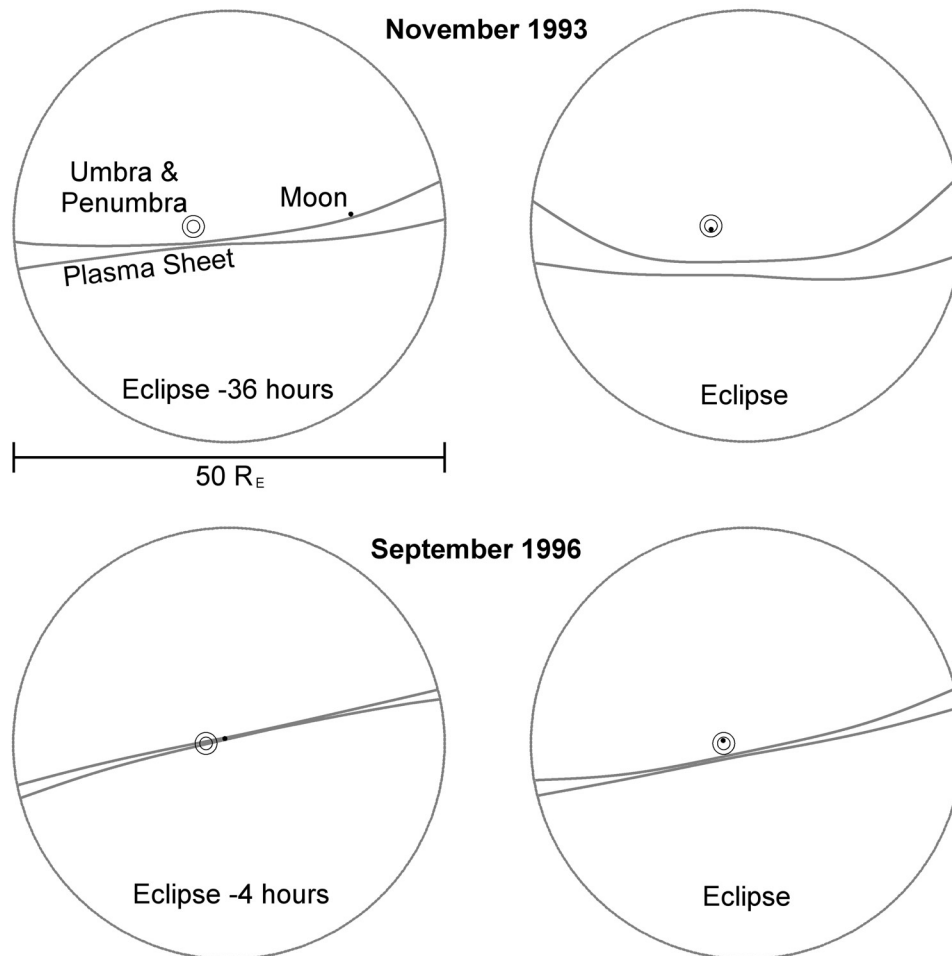 November 1993
Umbra &
Penumbra
Moon
Plasma Sheet
Eclipse -36 hours
Eclipse
50 RE
September 1996
Eclipse -4 hours
Eclipse